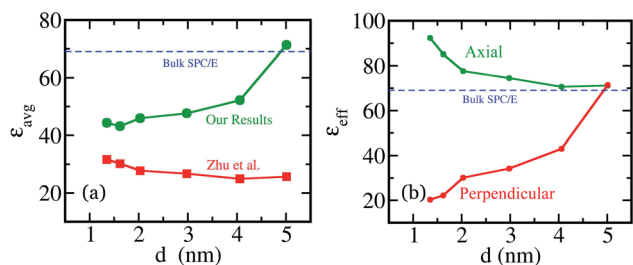 80
60
40
20
ε_avg
Bulk SPC/E
Our Results
Zhu et al.
(a)
1 2 3 4 5
d (nm)
100
80
60
40
20
ε_eff
Axial
Bulk SPC/E
Perpendicular
(b)
1 2 3 4 5
d (nm)